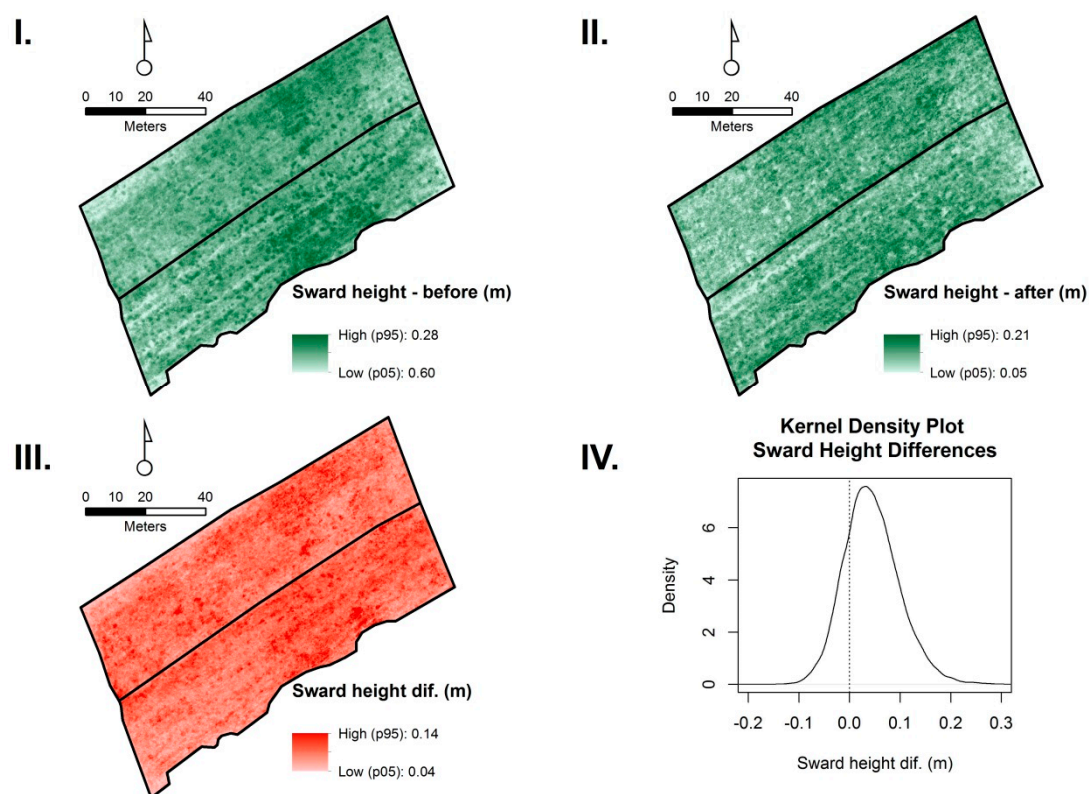 I.
0 10 20 40
Meters
Sward height - before (m)
High (p95): 0.28
Low (p05): 0.60
II.
0 10 20 40
Meters
Sward height - after (m)
High (p95): 0.21
Low (p05): 0.05
III.
0 10 20 40
Meters
Sward height dif. (m)
High (p95): 0.14
Low (p05): 0.04
IV.
Kernel Density Plot
Sward Height Differences
Density
6
4
2
0
-0.2 -0.1 0.0 0.1 0.2 0.3
Sward height dif. (m)